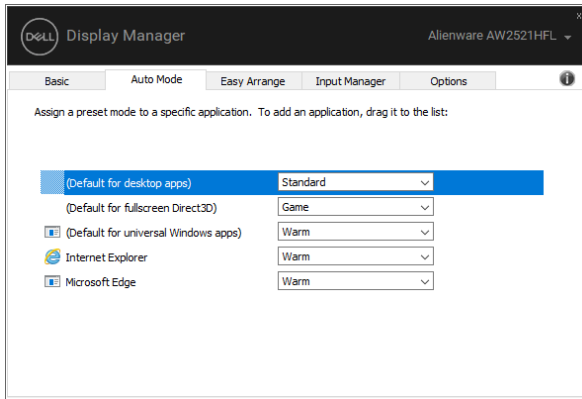 DELL Display Manager Alienware AW2521HFL
x
Basic Auto Mode Easy Arrange Input Manager Options
Assign a preset mode to a specific application. To add an application, drag it to the list:
(Default for desktop apps) Standard
(Default for fullscreen Direct3D) Game
(Default for universal Windows apps) Warm
Internet Explorer Warm
Microsoft Edge Warm